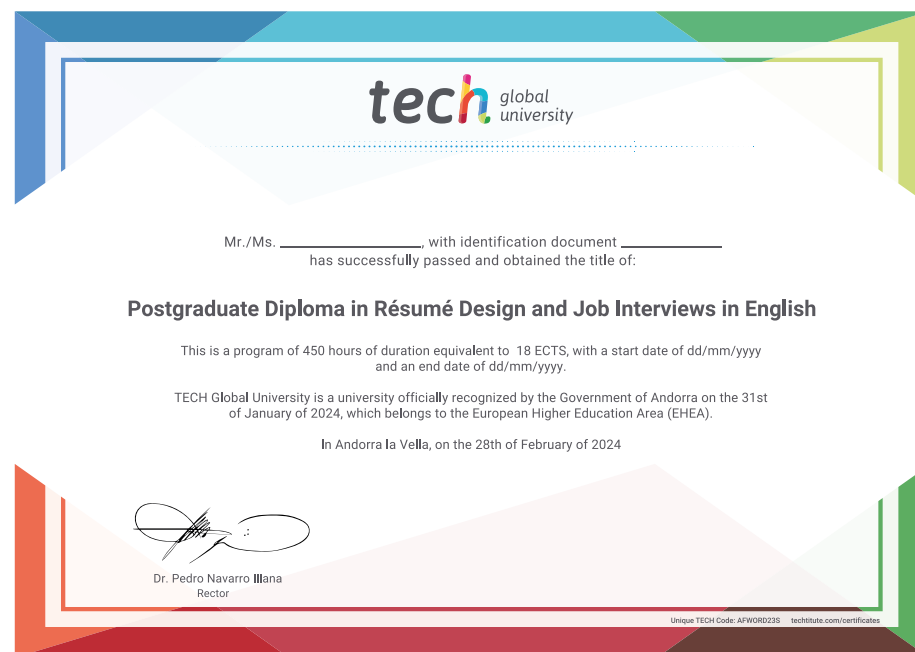 tech global
university
Mr./Ms. ____________, with identification document ____________
has successfully passed and obtained the title of:
Postgraduate Diploma in Résumé Design and Job Interviews in English
This is a program of 450 hours of duration equivalent to 18 ECTS, with a start date of dd/mm/yyyy
and an end date of dd/mm/yyyy.
TECH Global University is a university officially recognized by the Government of Andorra on the 31st
of January of 2024, which belongs to the European Higher Education Area (EHEA).
In Andorra la Vella, on the 28th of February of 2024
Dr. Pedro Navarro Illana
Rector
Unique TECH Code: AFWORD23S techtitute.com/certificates